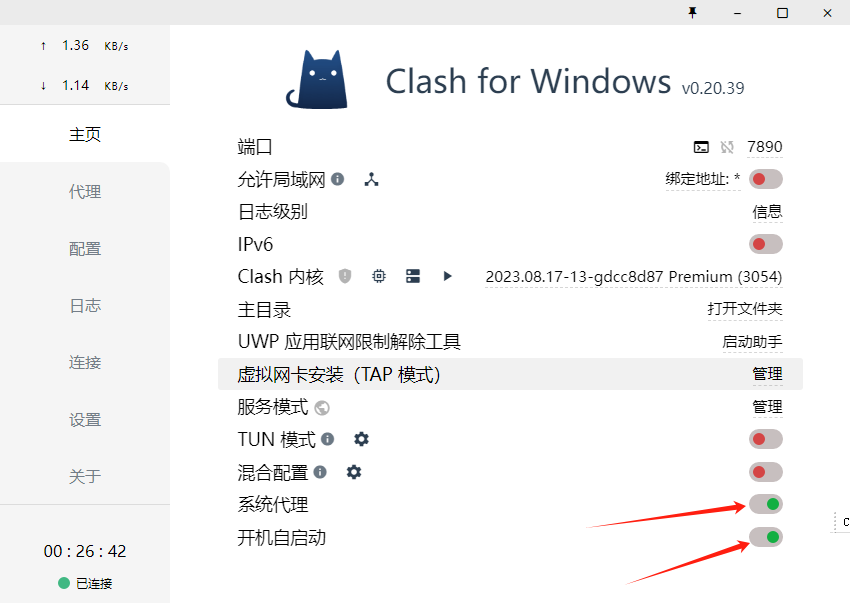 ↑ 1.36 KB/s
↓ 1.14 KB/s
主页
代理
配置
日志
连接
设置
关于
00 : 26 : 42
已连接
Clash for Windows v0.20.39
端口 7890
允许局域网 绑定地址: *
日志级别 信息
IPv6
Clash 内核 2023.08.17-13-gdcc8d87 Premium (3054)
主目录 打开文件夹
UWP 应用联网限制解除工具 启动助手
虚拟网卡安装（TAP 模式） 管理
服务模式 管理
TUN 模式
混合配置
系统代理
开机自启动